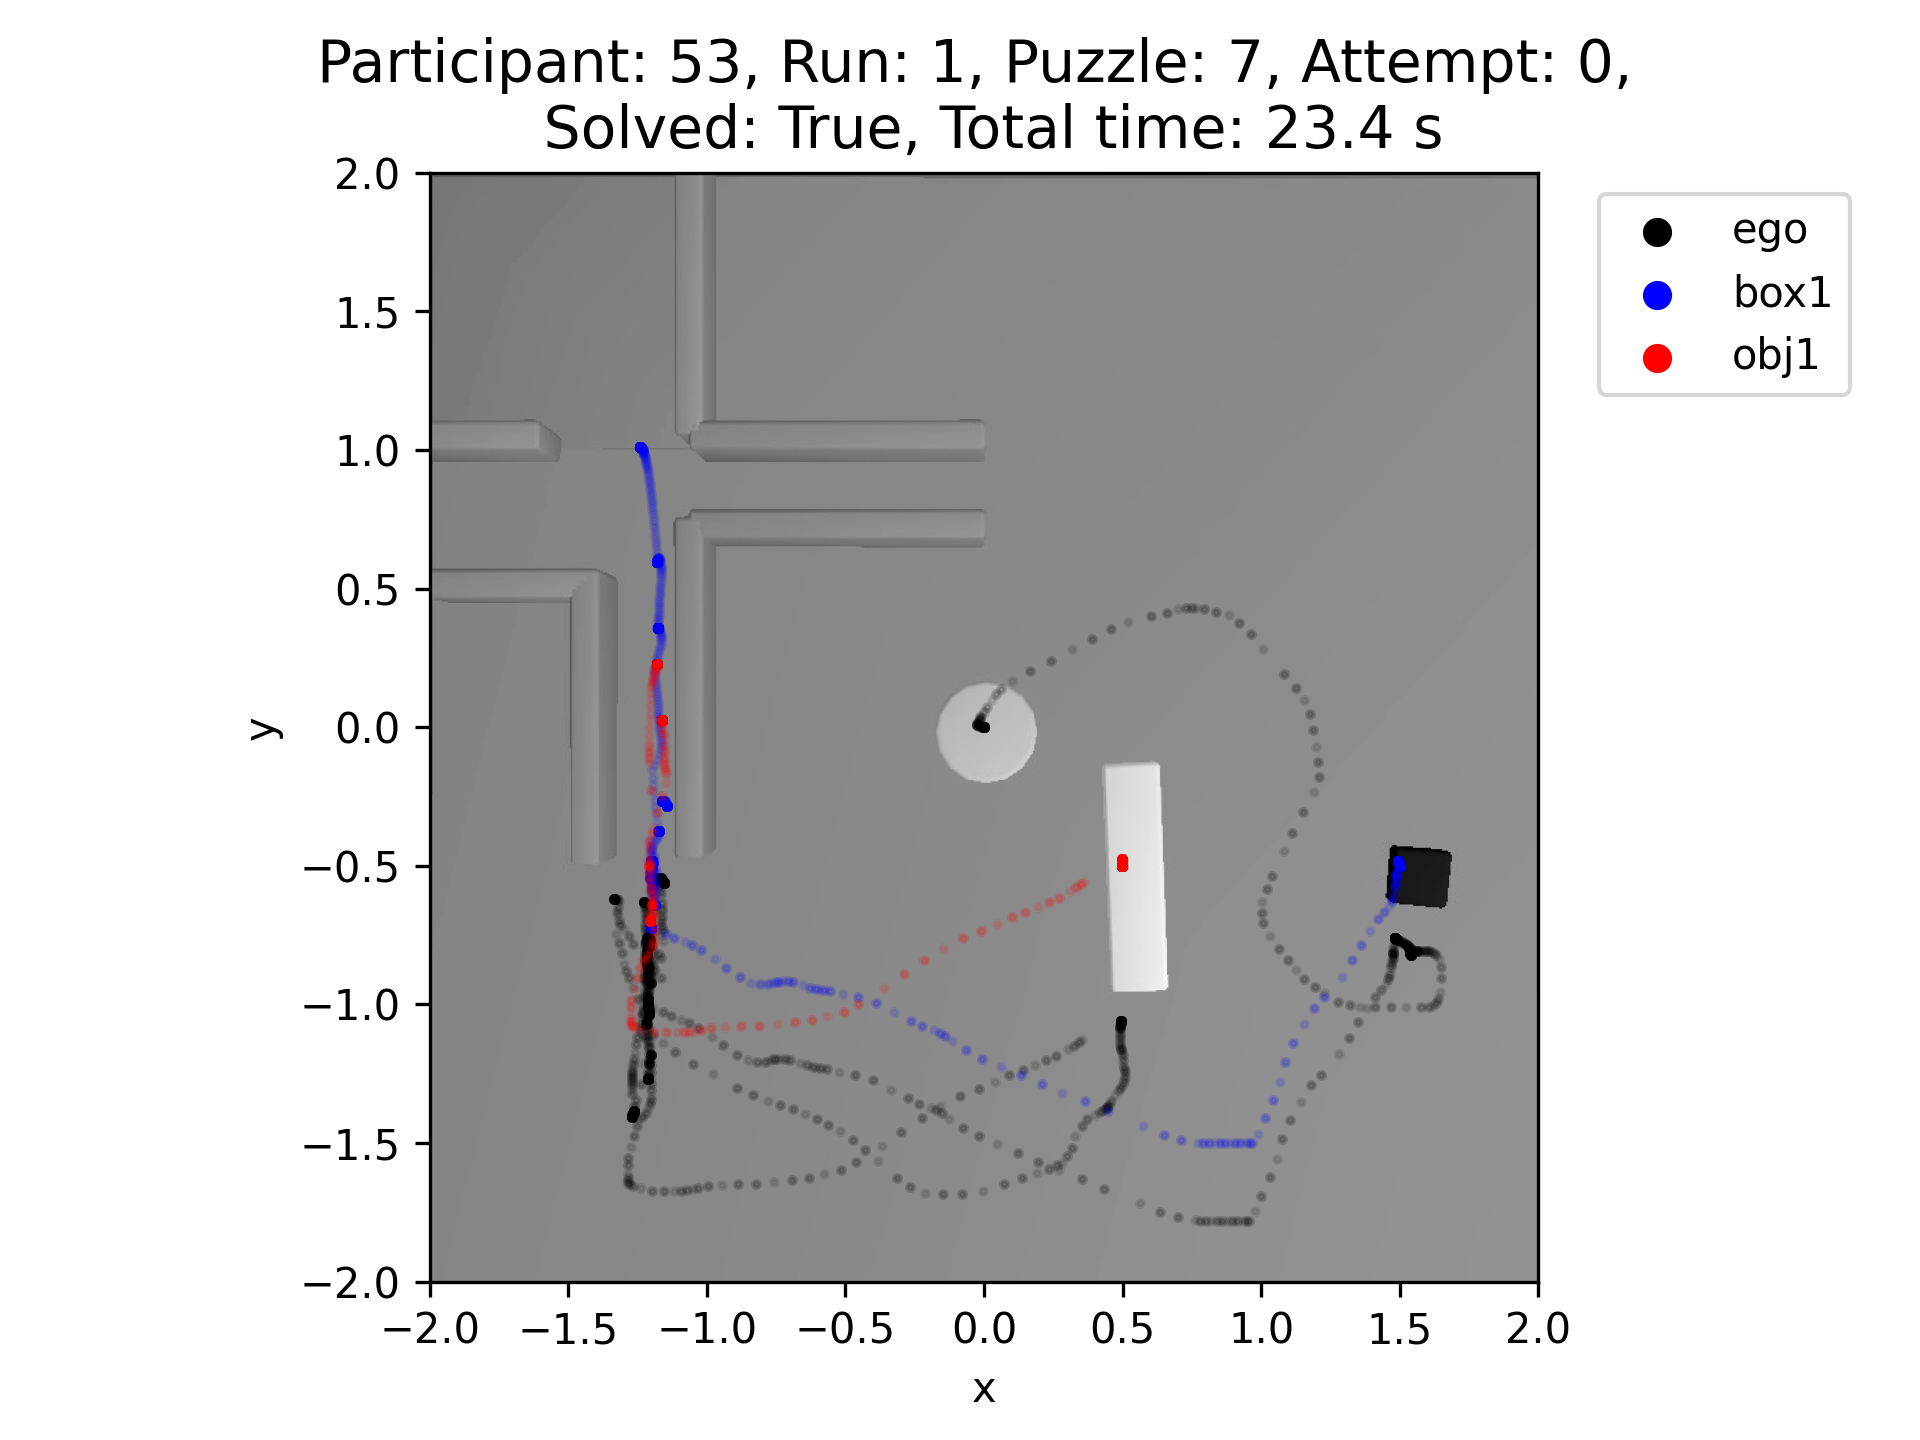 Participant: 53, Run: 1, Puzzle: 7, Attempt: 0,
Solved: True, Total time: 23.4 s
2.0
1.5
1.0
0.5
0.0
−0.5
−1.0
−1.5
−2.0
y
−2.0 −1.5 −1.0 −0.5 0.0 0.5 1.0 1.5 2.0
x
ego
box1
obj1